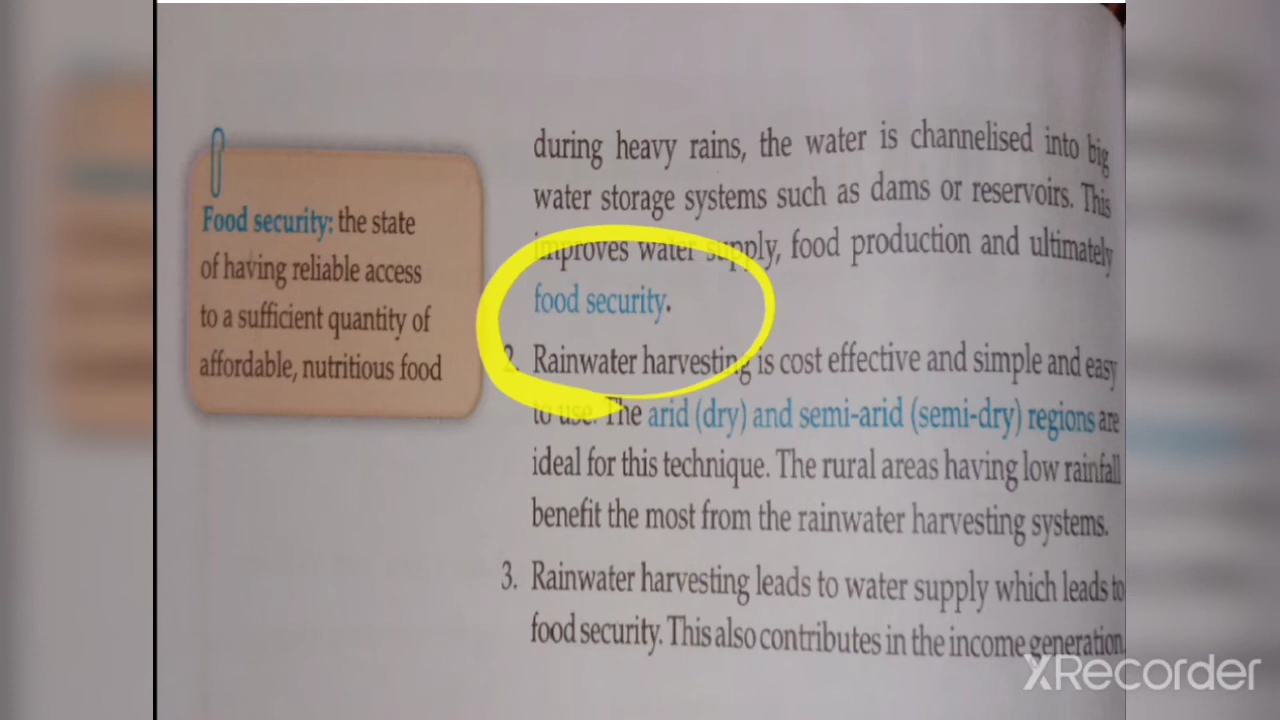 Food security: the state
of having reliable access
to a sufficient quantity of
affordable, nutritious food
during heavy rains, the water is channelised into big
water storage systems such as dams or reservoirs. This
improves water supply, food production and ultimately
food security.
2. Rainwater harvesting is cost effective and simple and easy
to use. The arid (dry) and semi-arid (semi-dry) regions are
ideal for this technique. The rural areas having low rainfall
benefit the most from the rainwater harvesting systems.
3. Rainwater harvesting leads to water supply which leads to
food security. This also contributes in the income generation
XRecorder